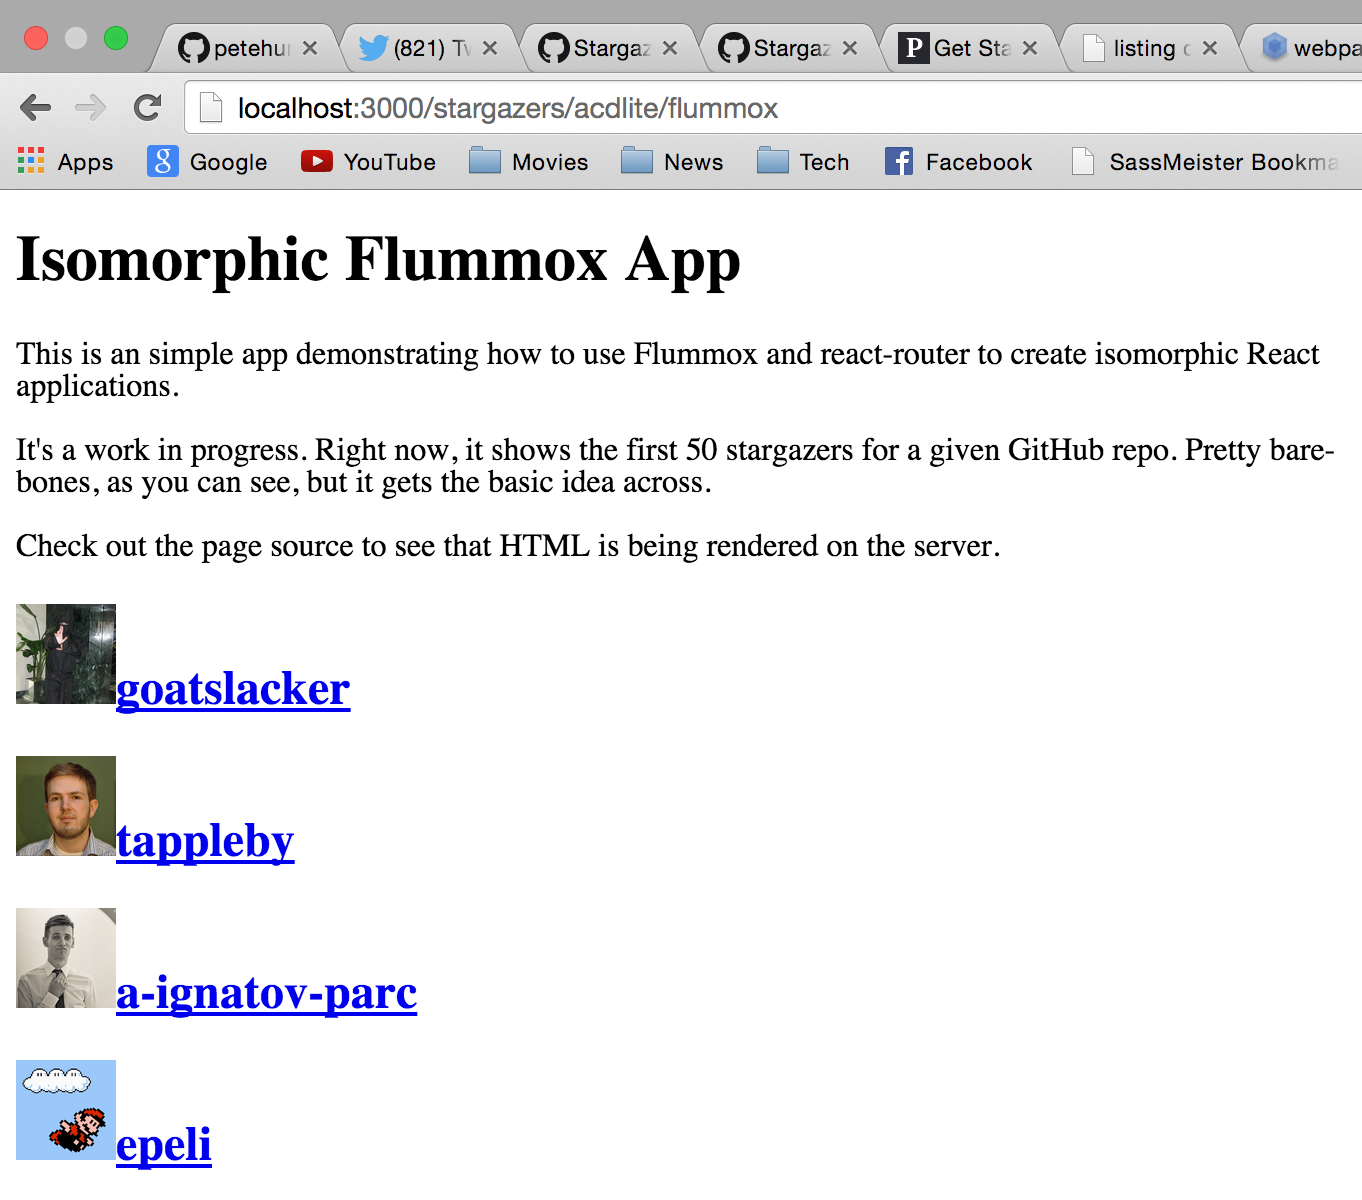 petehu
(821) Tw
Stargaz
Stargaz
P Get Sta
listing o
webpa
localhost:3000/stargazers/acdlite/flummox
Apps
g Google
YouTube
Movies
News
Tech
f Facebook
SassMeister Bookma
Isomorphic Flummox App
This is an simple app demonstrating how to use Flummox and react-router to create isomorphic React
applications.
It's a work in progress. Right now, it shows the first 50 stargazers for a given GitHub repo. Pretty bare-
bones, as you can see, but it gets the basic idea across.
Check out the page source to see that HTML is being rendered on the server.
goatslacker
tappleby
a-ignatov-parc
epeli